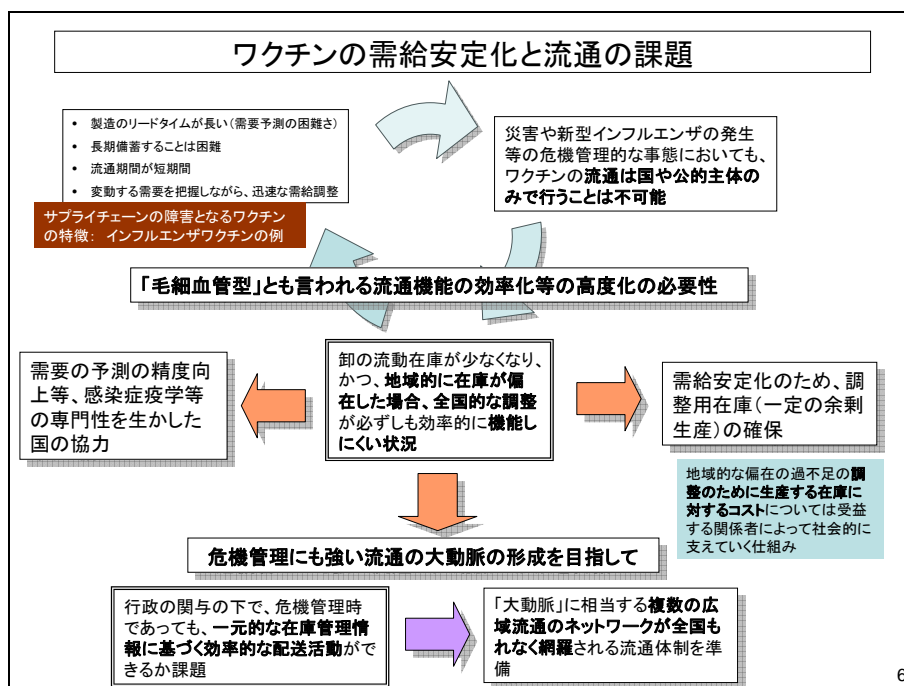 ワクチンの需給安定化と流通の課題
• 製造のリードタイムが長い(需要予測の困難さ)
• 長期備蓄することは困難
• 流通期間が短期間
• 変動する需要を把握しながら、迅速な需給調整
サプライチェーンの障害となるワクチン
の特徴： インフルエンザワクチンの例
災害や新型インフルエンザの発生
等の危機管理的な事態においても、
ワクチンの流通は国や公的主体の
みで行うことは不可能
「毛細血管型」とも言われる流通機能の効率化等の高度化の必要性
需要の予測の精度向
上等、感染症疫学等
の専門性を生かした
国の協力
卸の流動在庫が少なくなり、
かつ、地域的に在庫が偏
在した場合、全国的な調整
が必ずしも効率的に機能し
にくい状況
需給安定化のため、調
整用在庫(一定の余剰
生産)の確保
地域的な偏在の過不足の調
整のために生産する在庫に
対するコストについては受益
する関係者によって社会的に
支えていく仕組み
危機管理にも強い流通の大動脈の形成を目指して
行政の関与の下で、危機管理時
であっても、一元的な在庫管理情
報に基づく効率的な配送活動がで
きるか課題
「大動脈」に相当する複数の広
域流通のネットワークが全国も
れなく網羅される流通体制を準
備
6